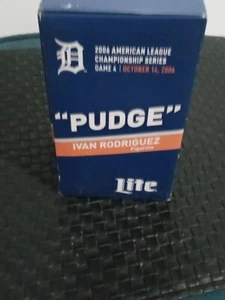 2006 AMERICAN LEAGUE
CHAMPIONSHIP SERIES
GAME 4 | OCTOBER 14, 2006
"PUDGE"
IVAN RODRIGUEZ
Figurine
Lite